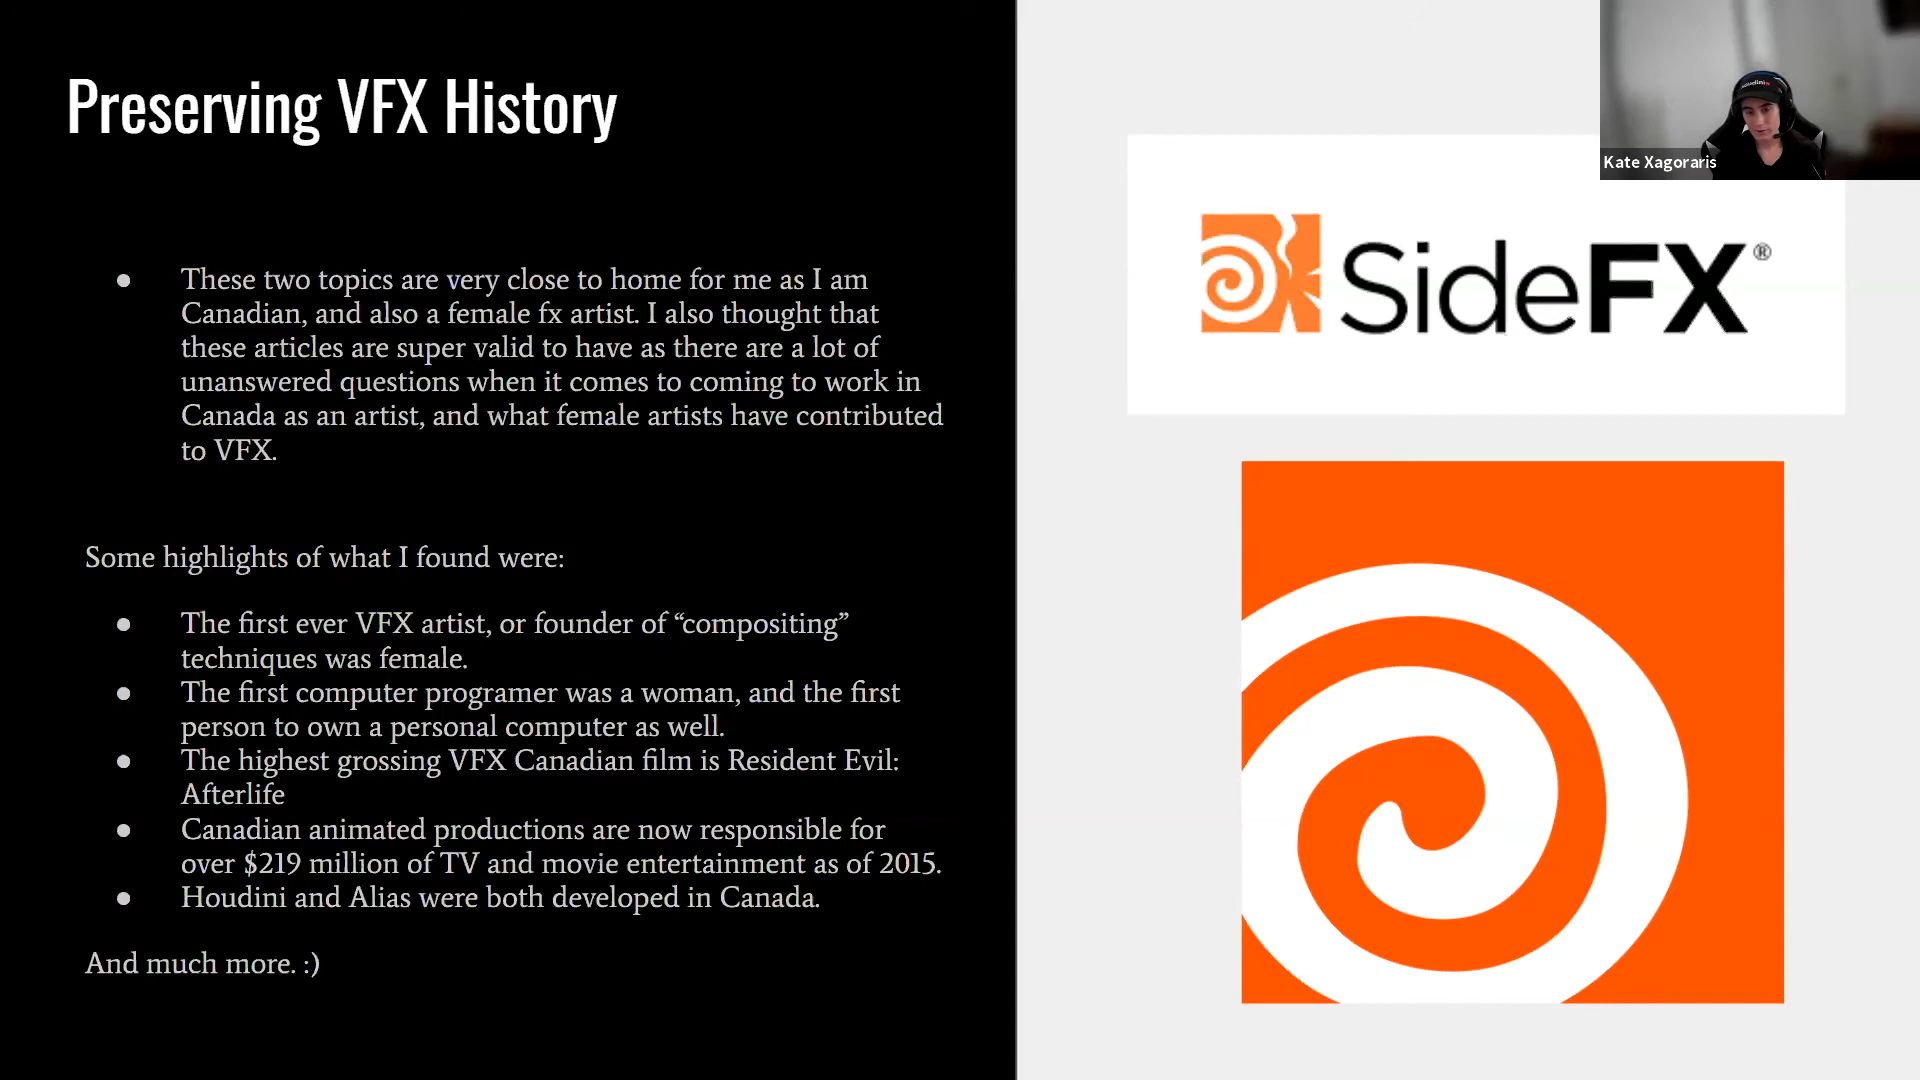 Preserving VFX History
● These two topics are very close to home for me as I am
Canadian, and also a female fx artist. I also thought that
these articles are super valid to have as there are a lot of
unanswered questions when it comes to coming to work in
Canada as an artist, and what female artists have contributed
to VFX.
Some highlights of what I found were:
● The first ever VFX artist, or founder of “compositing”
techniques was female.
● The first computer programer was a woman, and the first
person to own a personal computer as well.
● The highest grossing VFX Canadian film is Resident Evil:
Afterlife
● Canadian animated productions are now responsible for
over $219 million of TV and movie entertainment as of 2015.
● Houdini and Alias were both developed in Canada.
And much more. :)
SideFX®
Kate Xagoraris